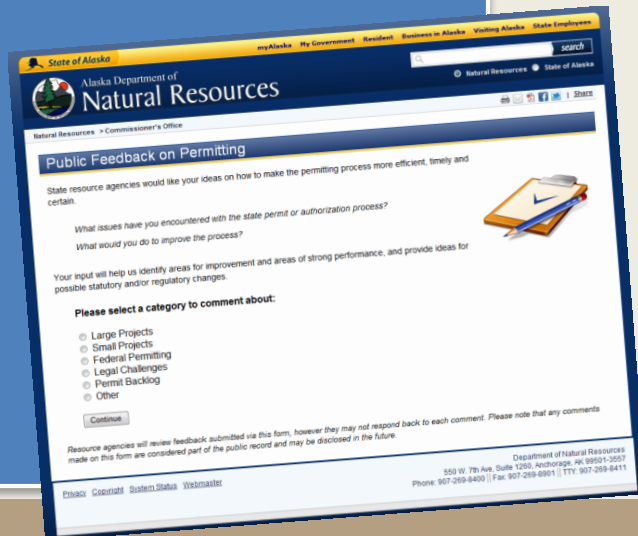 State of Alaska
myAlaska My Government Resident Business in Alaska Visiting Alaska State Employees
search
Natural Resources State of Alaska
Alaska Department of
Natural Resources
Natural Resources > Commissioner's Office
| Share
Public Feedback on Permitting
State resource agencies would like your ideas on how to make the permitting process more efficient, timely and
certain.
What issues have you encountered with the state permit or authorization process?
What would you do to improve the process?
Your input will help us identify areas for improvement and areas of strong performance, and provide ideas for
possible statutory and/or regulatory changes.
Please select a category to comment about:
Large Projects
Small Projects
Federal Permitting
Legal Challenges
Permit Backlog
Other
Continue
Resource agencies will review feedback submitted via this form, however they may not respond back to each comment. Please note that any comments
made on this form are considered part of the public record and may be disclosed in the future.
Privacy Copyright System Status Webmaster
Department of Natural Resources
550 W. 7th Ave, Suite 1260, Anchorage, AK 99501-3557
Phone: 907-269-8400 || Fax: 907-269-8901 || TTY: 907-269-8411